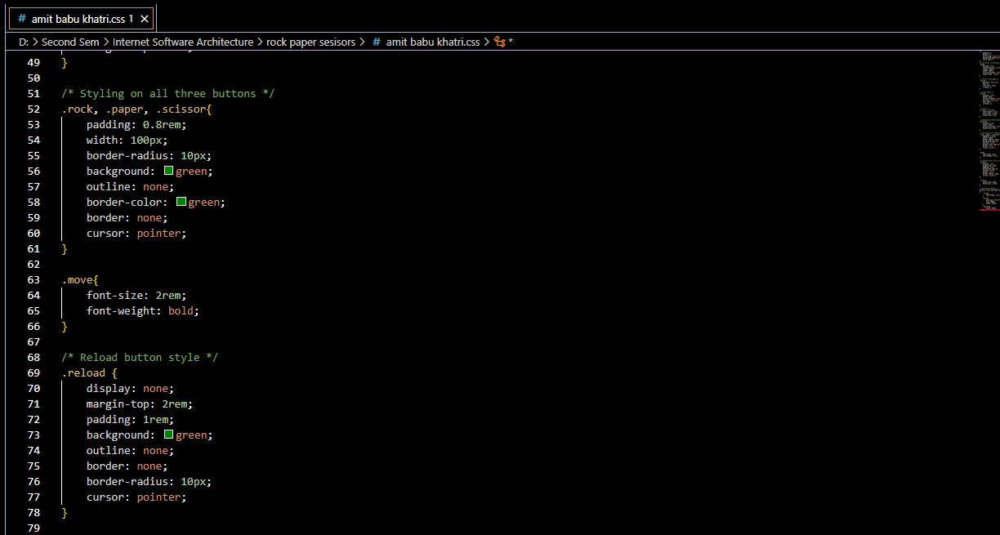 # amit babu khatri.css 1 ×
D: > Second Sem > Internet Software Architecture > rock paper sesisors > # amit babu khatri.css > *
49 }
50
51 /* Styling on all three buttons */
52 .rock, .paper, .scissor{
53 padding: 0.8rem;
54 width: 100px;
55 border-radius: 10px;
56 background: green;
57 outline: none;
58 border-color: green;
59 border: none;
60 cursor: pointer;
61 }
62
63 .move{
64 font-size: 2rem;
65 font-weight: bold;
66 }
67
68 /* Reload button style */
69 .reload {
70 display: none;
71 margin-top: 2rem;
72 padding: 1rem;
73 background: green;
74 outline: none;
75 border: none;
76 border-radius: 10px;
77 cursor: pointer;
78 }
79